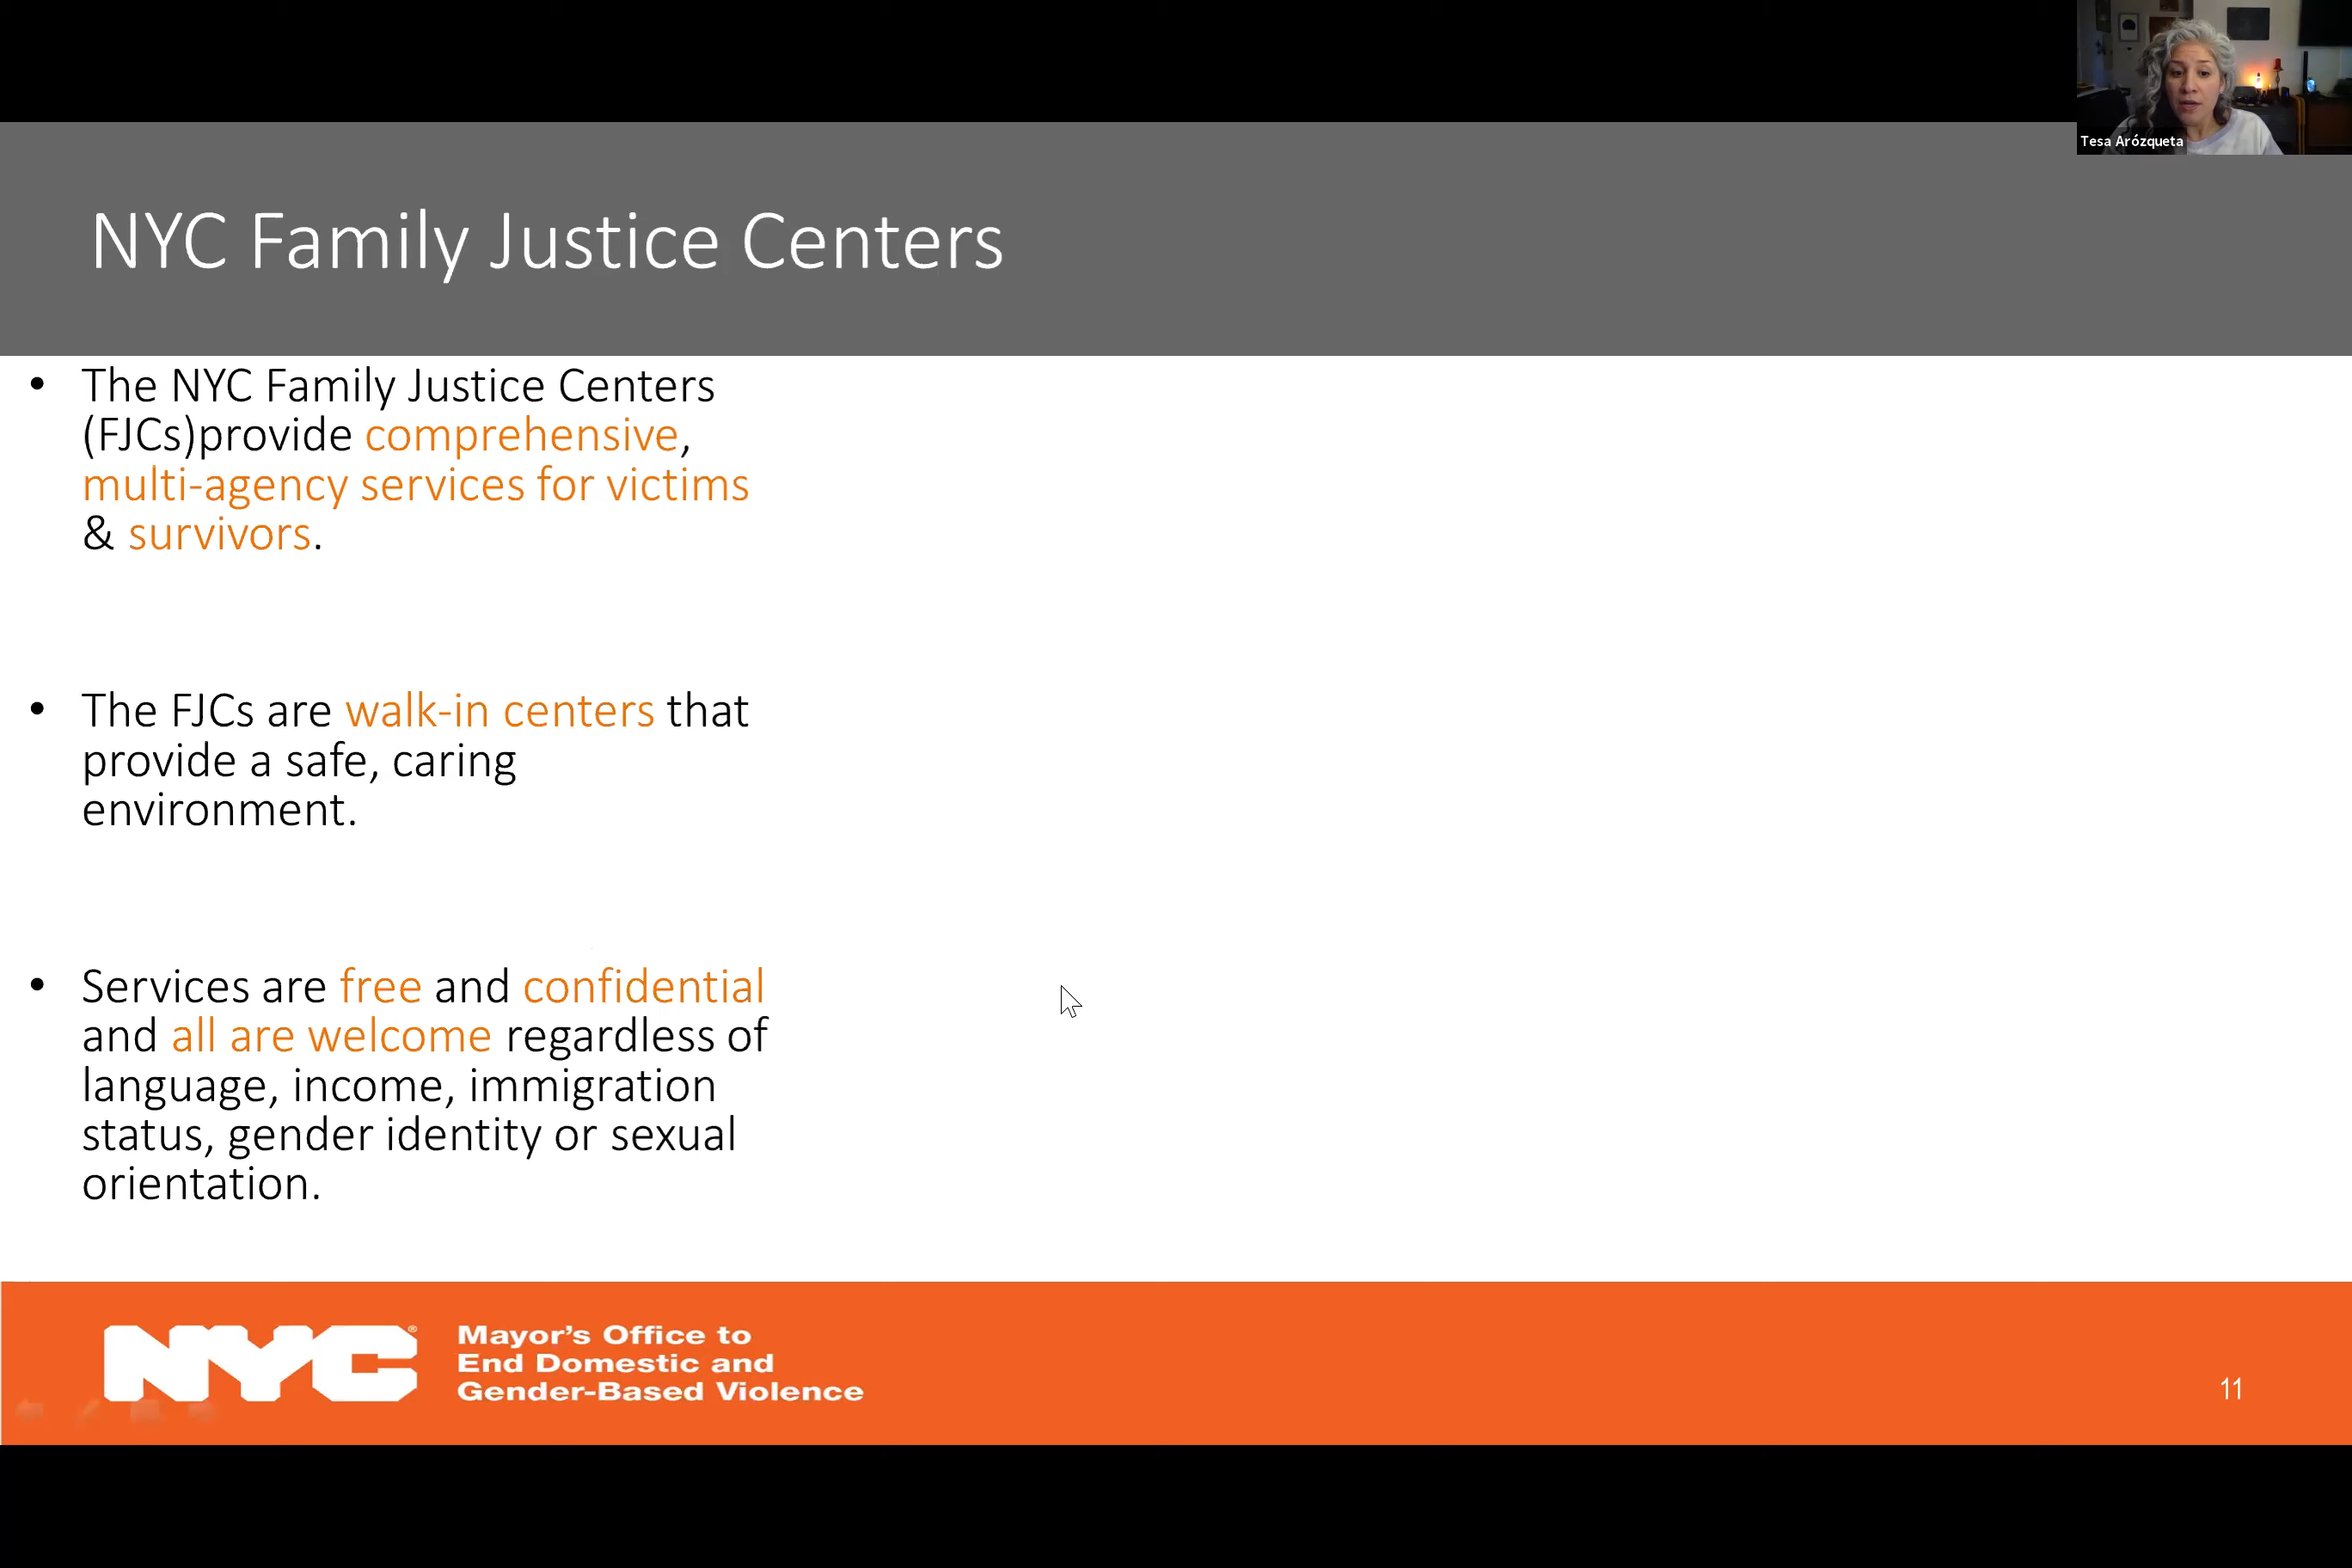 Tesa Arózqueta
NYC Family Justice Centers
• The NYC Family Justice Centers
(FJCs)provide comprehensive,
multi-agency services for victims
& survivors.
• The FJCs are walk-in centers that
provide a safe, caring
environment.
• Services are free and confidential
and all are welcome regardless of
language, income, immigration
status, gender identity or sexual
orientation.
NYC®
Mayor's Office to
End Domestic and
Gender-Based Violence
11